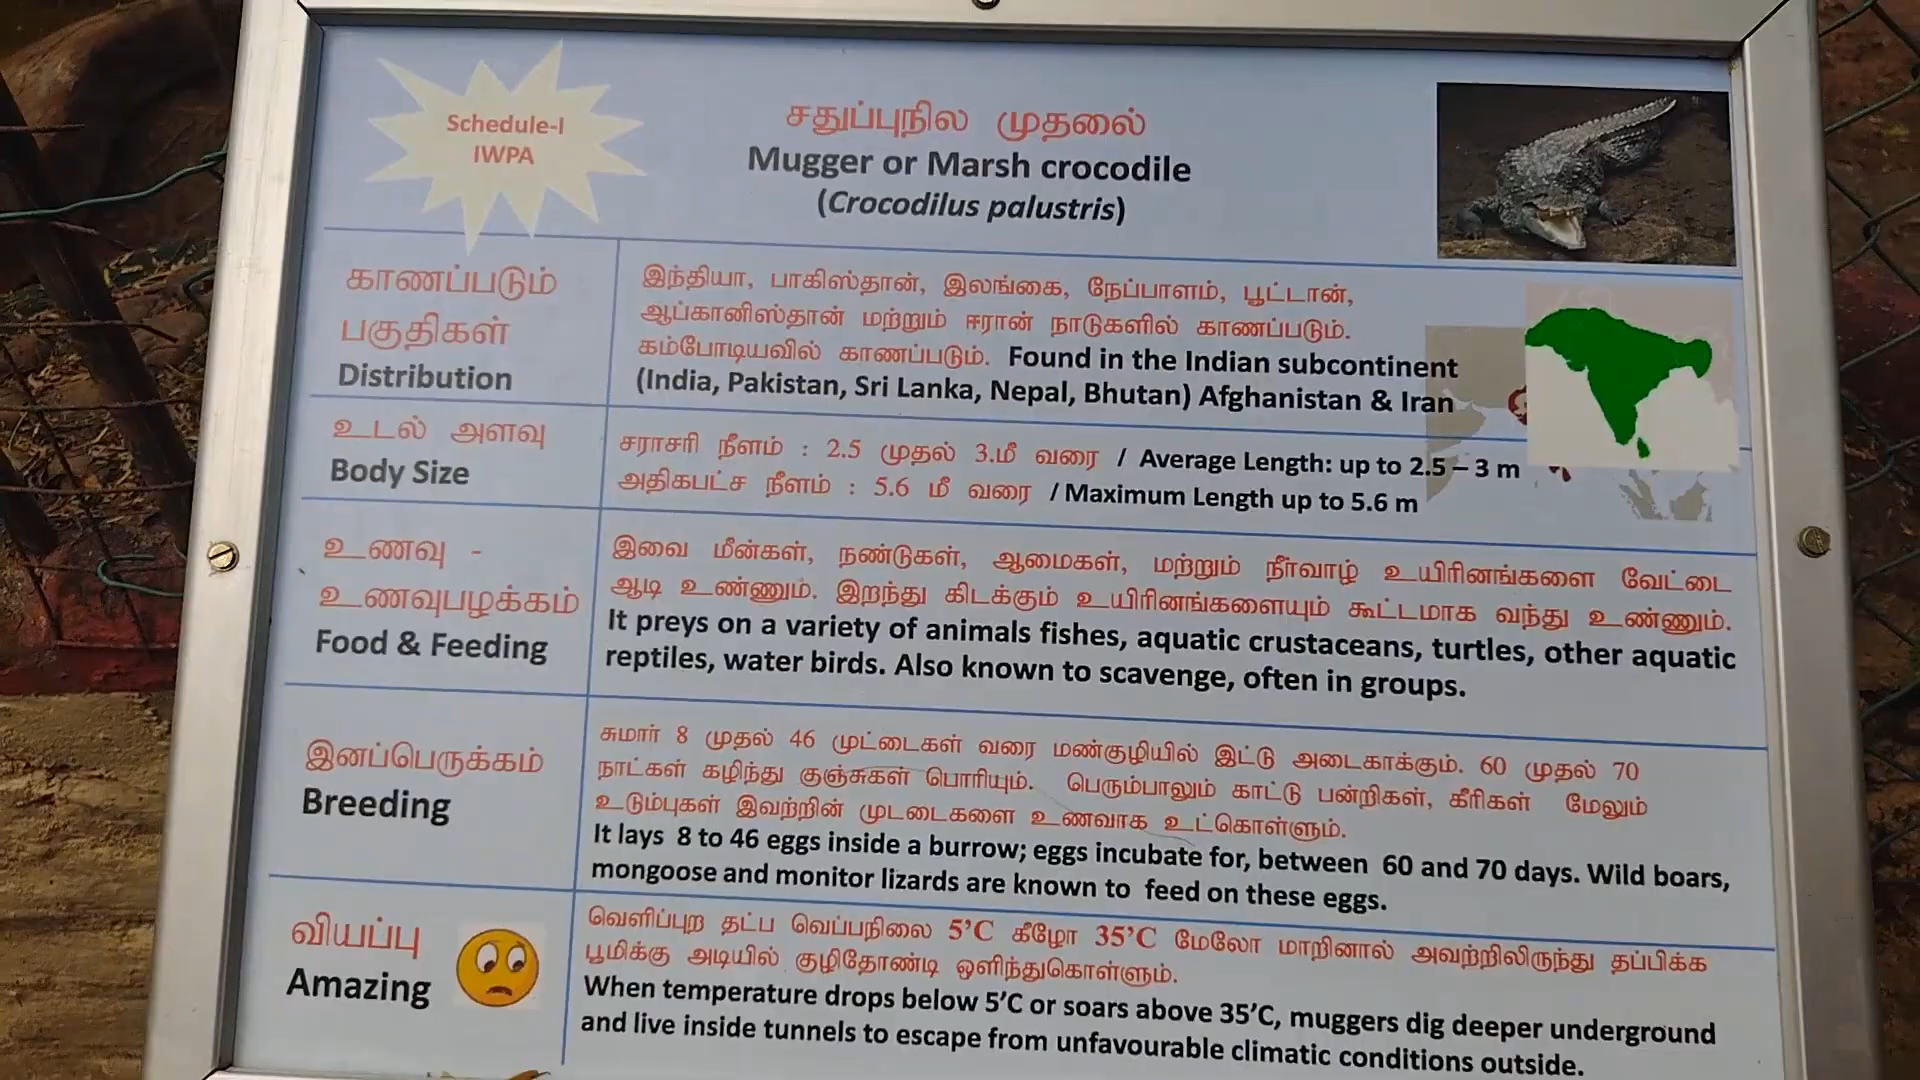 Schedule-I
IWPA
சதுப்புநில முதலை
Mugger or Marsh crocodile
(Crocodilus palustris)
காணப்படும்
பகுதிகள்
Distribution
இந்தியா, பாகிஸ்தான், இலங்கை, நேப்பாளம், பூட்டான்,
ஆப்கானிஸ்தான் மற்றும் ஈரான் நாடுகளில் காணப்படும்.
கம்போடியவில் காணப்படும். Found in the Indian subcontinent
(India, Pakistan, Sri Lanka, Nepal, Bhutan) Afghanistan & Iran
உடல் அளவு
Body Size
சராசரி நீளம் : 2.5 முதல் 3.மீ வரை / Average Length: up to 2.5 – 3 m
அதிகபட்ச நீளம் : 5.6 மீ வரை / Maximum Length up to 5.6 m
உணவு -
உணவுபழக்கம்
Food & Feeding
இவை மீன்கள், நண்டுகள், ஆமைகள், மற்றும் நீர்வாழ் உயிரினங்களை வேட்டை
ஆடி உண்ணும். இறந்து கிடக்கும் உயிரினங்களையும் கூட்டமாக வந்து உண்ணும்.
It preys on a variety of animals fishes, aquatic crustaceans, turtles, other aquatic
reptiles, water birds. Also known to scavenge, often in groups.
இனப்பெருக்கம்
Breeding
சுமார் 8 முதல் 46 முட்டைகள் வரை மண்குழியில் இட்டு அடைகாக்கும். 60 முதல் 70
நாட்கள் கழிந்து குஞ்சுகள் பொரியும். பெரும்பாலும் காட்டு பன்றிகள், கீரிகள் மேலும்
உடும்புகள் இவற்றின் முடடைகளை உணவாக உட்கொள்ளும்.
It lays 8 to 46 eggs inside a burrow; eggs incubate for, between 60 and 70 days. Wild boars,
mongoose and monitor lizards are known to feed on these eggs.
வியப்பு
Amazing
வெளிப்புற தட்ப வெப்பநிலை 5’C கீழோ 35’C மேலோ மாறினால் அவற்றிலிருந்து தப்பிக்க
பூமிக்கு அடியில் குழிதோண்டி ஒளிந்துகொள்ளும்.
When temperature drops below 5’C or soars above 35’C, muggers dig deeper underground
and live inside tunnels to escape from unfavourable climatic conditions outside.